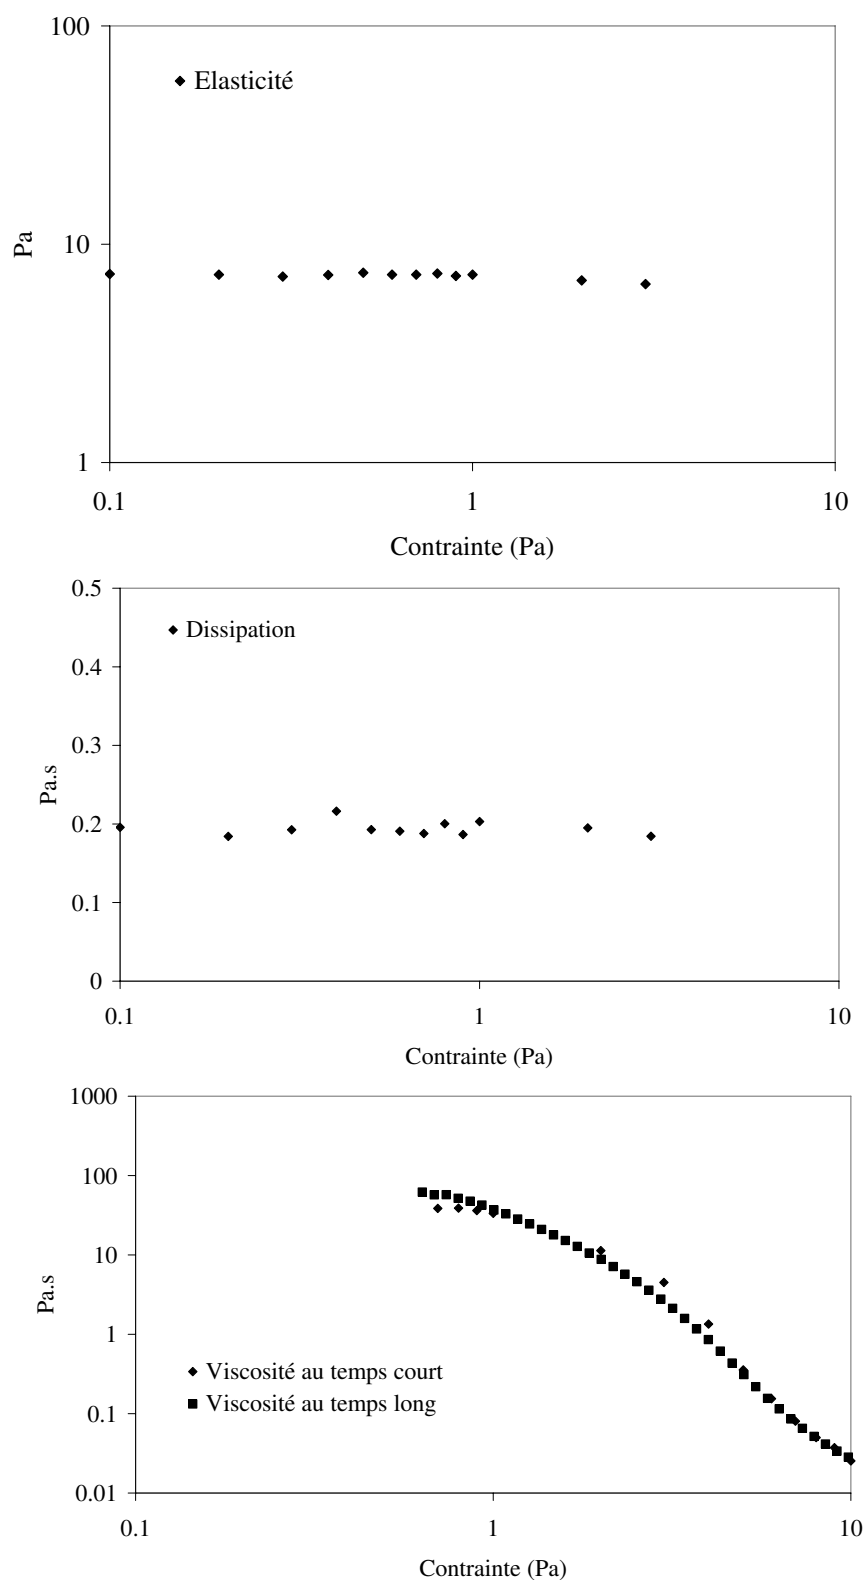 100
Elasticité
Pa
10
1
0.1 1 10
Contrainte (Pa)
0.5
Dissipation
0.4
0.3
Pa.s
0.2
0.1
0
0.1 1 10
Contrainte (Pa)
1000
100
10
Pa.s
1
Viscosité au temps court
Viscosité au temps long
0.1
0.01
0.1 1 10
Contrainte (Pa)